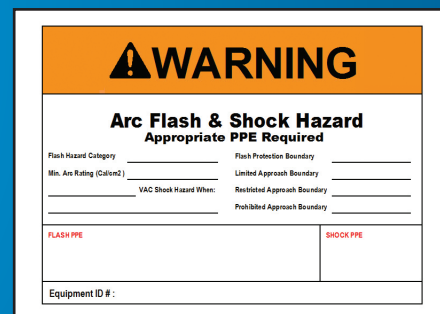 WARNING
Arc Flash & Shock Hazard
Appropriate PPE Required
Flash Hazard Category
Flash Protection Boundary
Min. Arc Rating (Cal/cm2 )
Limited Approach Boundary
VAC Shock Hazard When:
Restricted Approach Boundary
Prohibited Approach Boundary
FLASH PPE
SHOCK PPE
Equipment ID # :